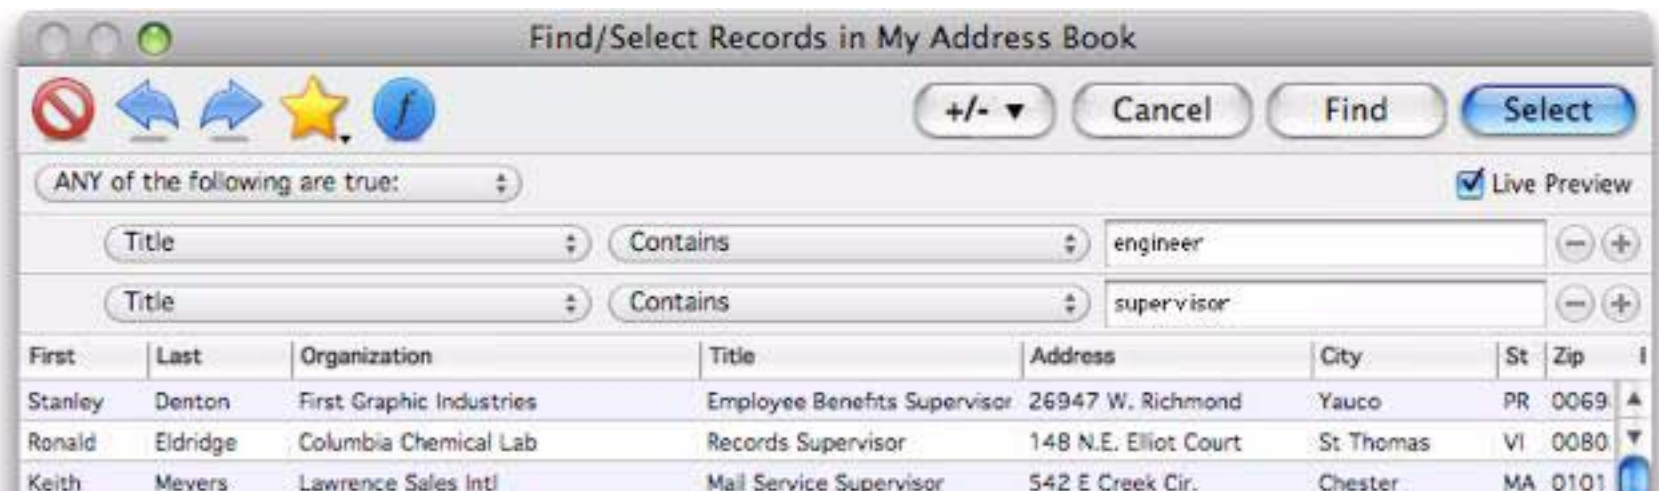 Find/Select Records in My Address Book
f +/- ▼ Cancel Find Select
ANY of the following are true: Live Preview
Title Contains engineer
Title Contains supervisor
First Last Organization Title Address City St Zip
Stanley Denton First Graphic Industries Employee Benefits Supervisor 26947 W. Richmond Yauco PR 0069
Ronald Eldridge Columbia Chemical Lab Records Supervisor 148 N.E. Elliot Court St Thomas VI 0080
Keith Meyers Lawrence Sales Intl Mail Service Supervisor 542 E Creek Cir. Chester MA 0101